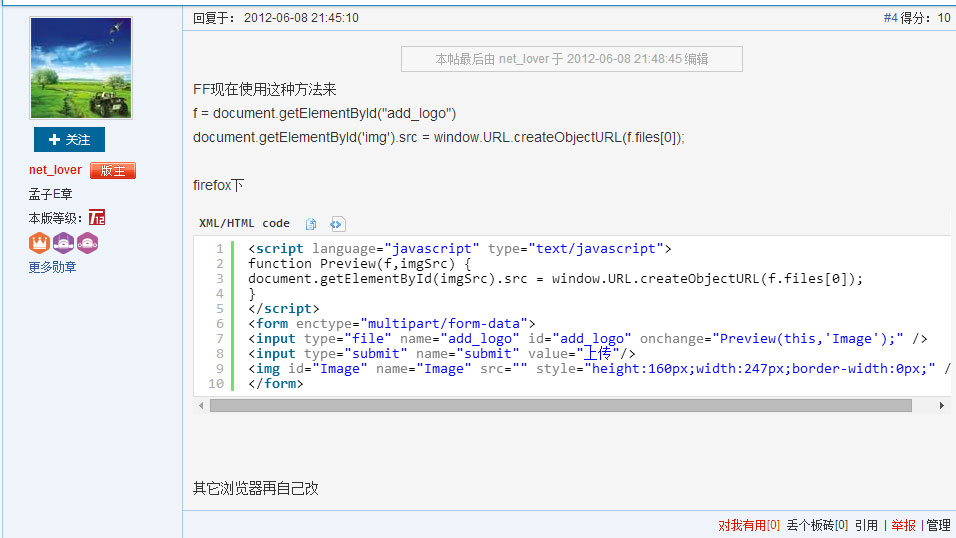 回复于： 2012-06-08 21:45:10
#4 得分：10
本帖最后由 net_lover 于 2012-06-08 21:48:45 编辑
FF现在使用这种方法来
f = document.getElementById("add_logo")
document.getElementById('img').src = window.URL.createObjectURL(f.files[0]);
firefox下
XML/HTML code
1 <script language="javascript" type="text/javascript">
2 function Preview(f,imgSrc) {
3 document.getElementById(imgSrc).src = window.URL.createObjectURL(f.files[0]);
4 }
5 </script>
6 <form enctype="multipart/form-data">
7 <input type="file" name="add_logo" id="add_logo" onchange="Preview(this,'Image');" />
8 <input type="submit" name="submit" value="上传"/>
9 <img id="Image" name="Image" src="" style="height:160px;width:247px;border-width:0px;" /
10 </form>
其它浏览器再自己改
+ 关注
net_lover 版主
孟子E章
本版等级： T12
更多勋章
对我有用[0] 丢个板砖[0] 引用 | 举报 | 管理